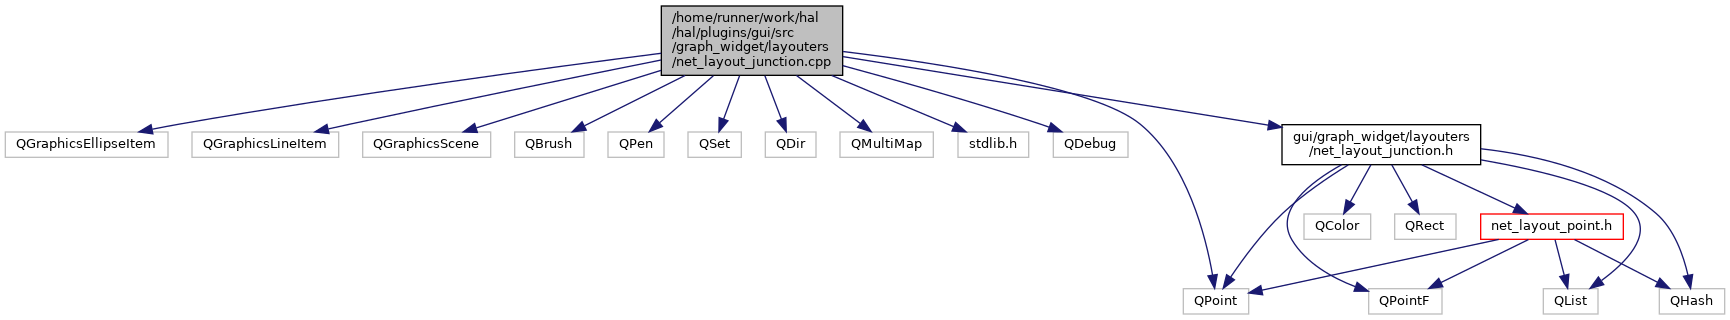 /home/runner/work/hal
/hal/plugins/gui/src
/graph_widget/layouters
/net_layout_junction.cpp
QGraphicsEllipseItem
QGraphicsLineItem
QGraphicsScene
QBrush
QPen
QSet
QDir
QMultiMap
stdlib.h
QDebug
gui/graph_widget/layouters
/net_layout_junction.h
QColor
QRect
net_layout_point.h
QPoint
QPointF
QList
QHash